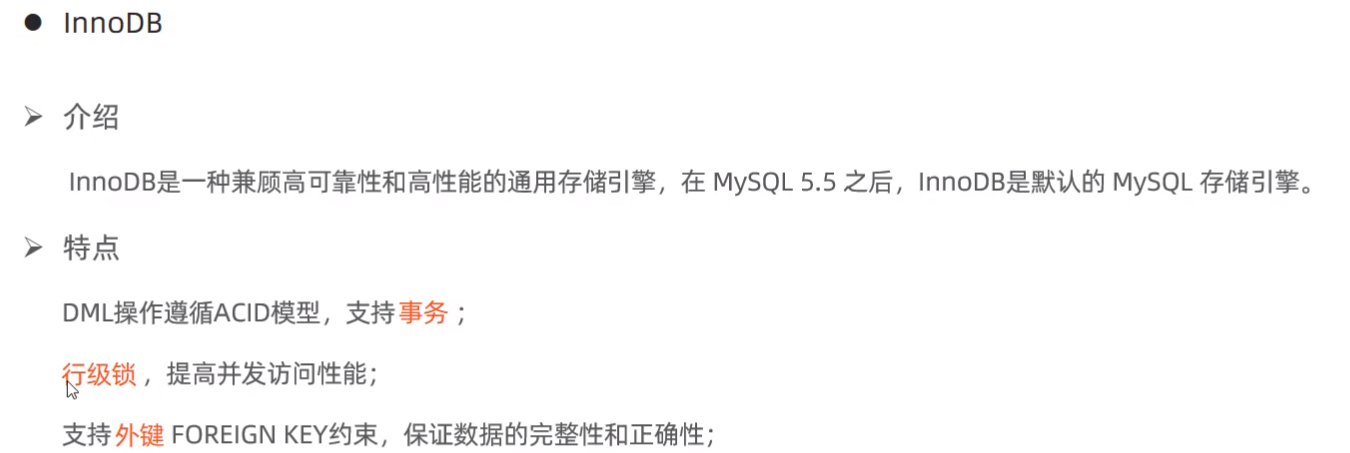 InnoDB
介绍
InnoDB是一种兼顾高可靠性和高性能的通用存储引擎，在 MySQL 5.5 之后，InnoDB是默认的 MySQL 存储引擎。
特点
DML操作遵循ACID模型，支持事务；
行级锁，提高并发访问性能；
支持外键 FOREIGN KEY约束，保证数据的完整性和正确性；